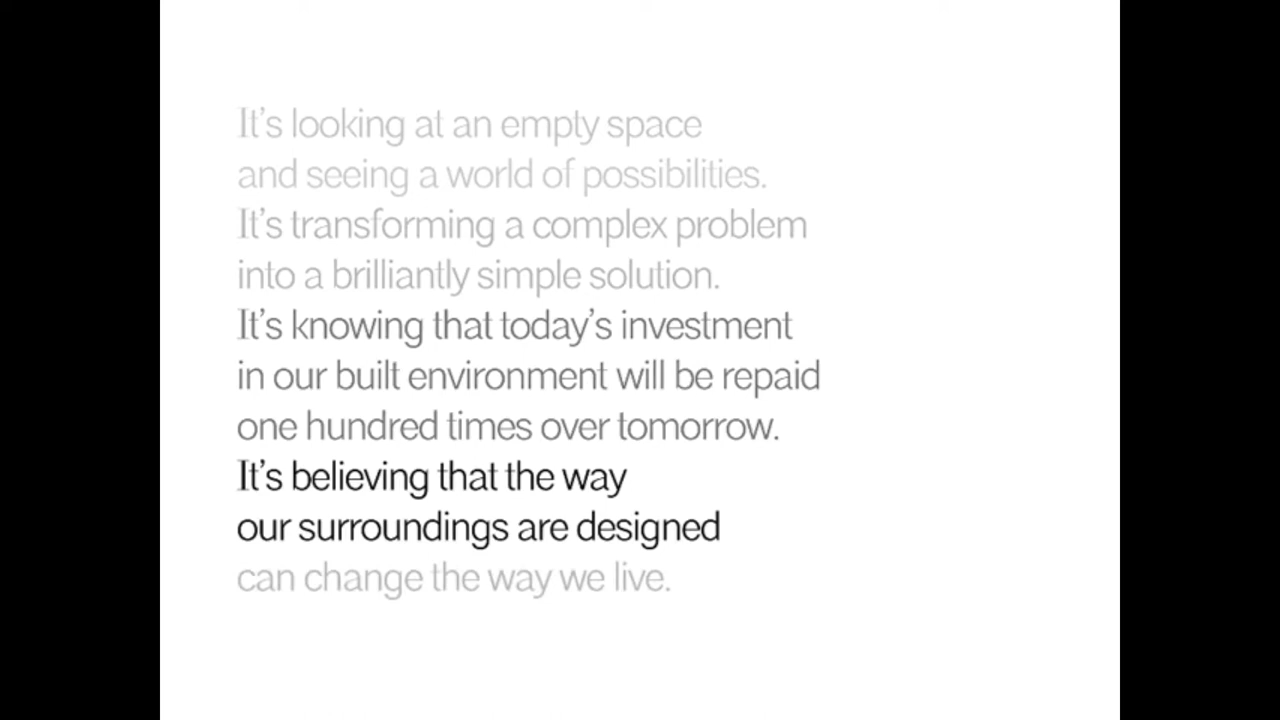 It’s looking at an empty space
and seeing a world of possibilities.
It’s transforming a complex problem
into a brilliantly simple solution.
It’s knowing that today’s investment
in our built environment will be repaid
one hundred times over tomorrow.
It’s believing that the way
our surroundings are designed
can change the way we live.